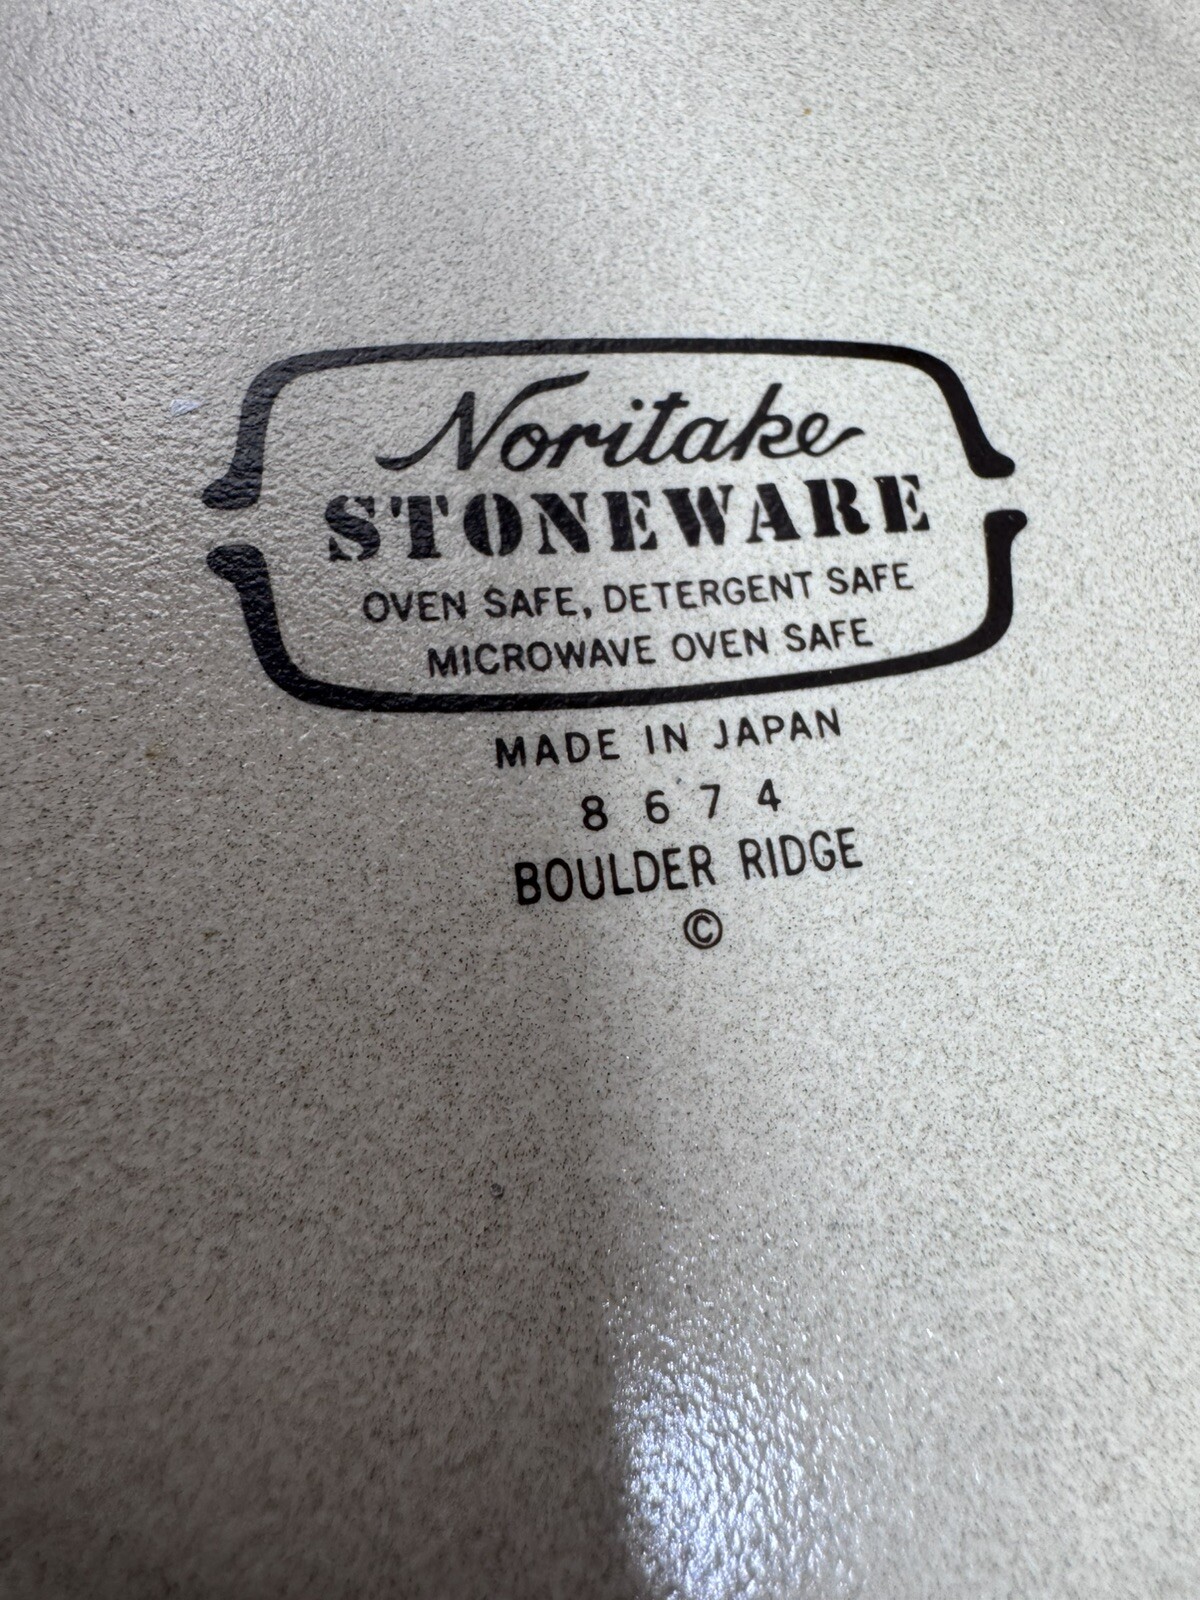 Noritake
STONEWARE
OVEN SAFE, DETERGENT SAFE
MICROWAVE OVEN SAFE
MADE IN JAPAN
8 6 7 4
BOULDER RIDGE
©